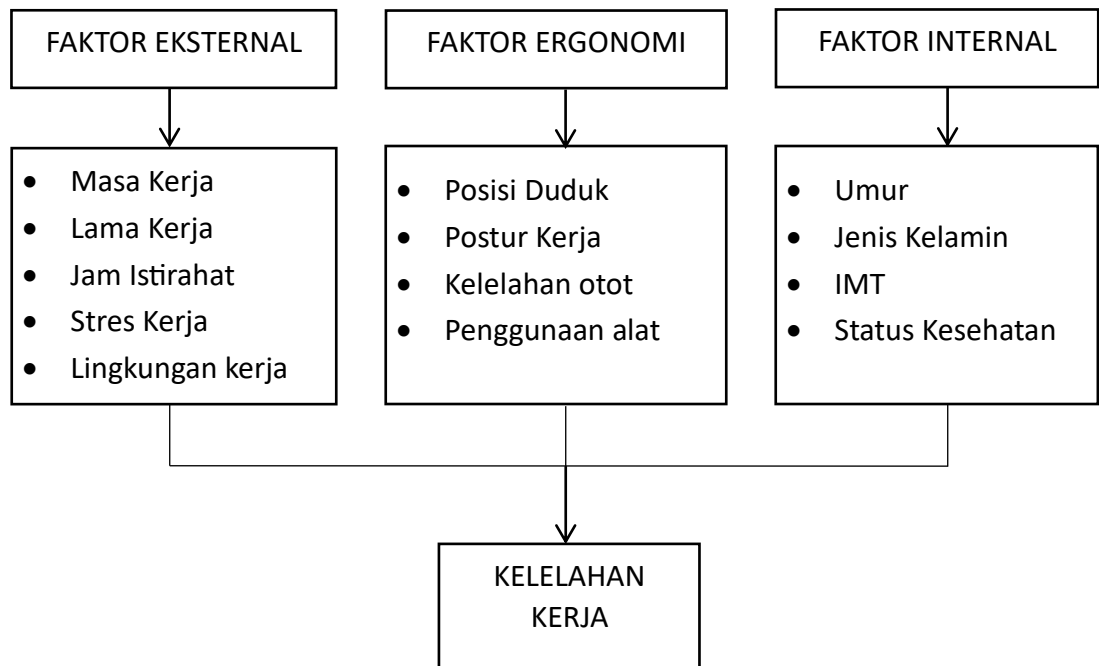 FAKTOR EKSTERNAL
FAKTOR ERGONOMI
FAKTOR INTERNAL
• Masa Kerja
• Lama Kerja
• Jam Istirahat
• Stres Kerja
• Lingkungan kerja
• Posisi Duduk
• Postur Kerja
• Kelelahan otot
• Penggunaan alat
• Umur
• Jenis Kelamin
• IMT
• Status Kesehatan
KELELAHAN
KERJA